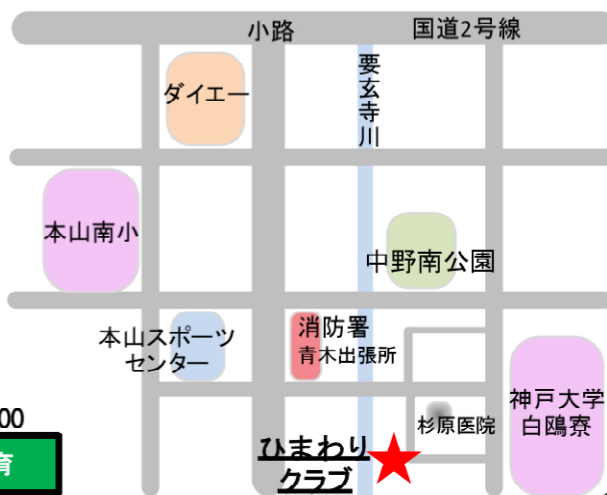 小路
国道2号線
要玄寺川
ダイエー
本山南小
中野南公園
本山スポーツ
センター
消防署
青木出張所
神戸大学
白鴎寮
杉原医院
ひまわり
クラブ
00
育